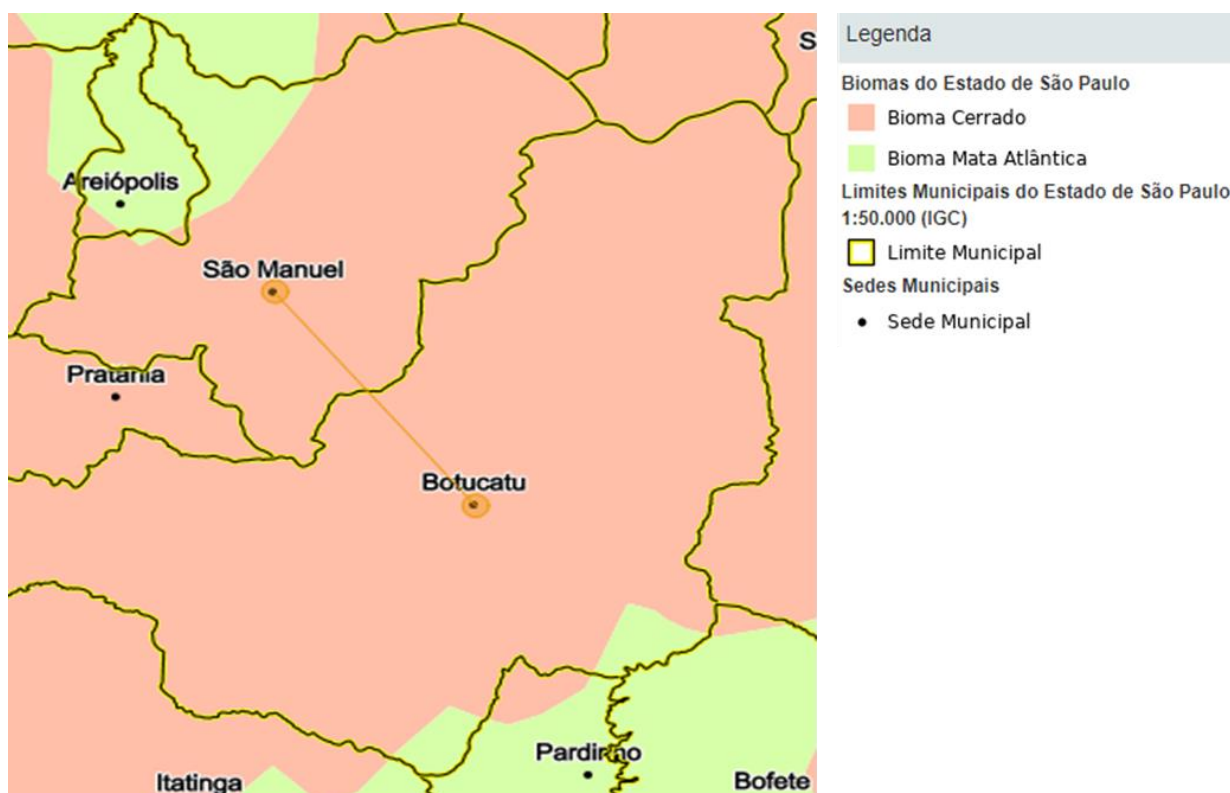 S
Areiópolis
São Manuel
Pratânia
Botucatu
Pardinho
Itatinga
Bofete
Legenda
Biomas do Estado de São Paulo
Bioma Cerrado
Bioma Mata Atlântica
Limites Municipais do Estado de São Paulo
1:50.000 (IGC)
Limite Municipal
Sedes Municipais
Sede Municipal